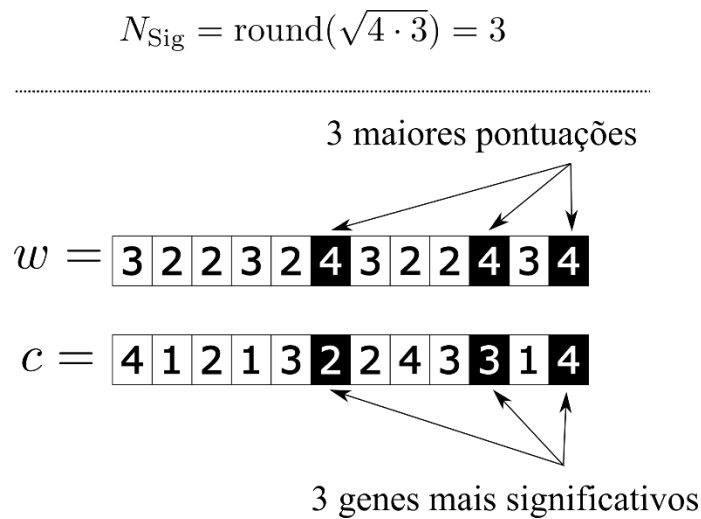 N_Sig = round(√4 · 3) = 3
3 maiores pontuações
w = 3 2 2 3 2 4 3 2 2 4 3 4
c = 4 1 2 1 3 2 2 4 3 3 1 4
3 genes mais significativos